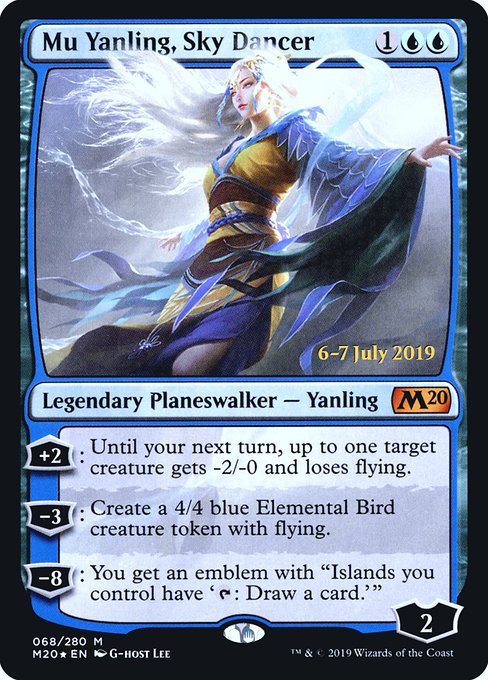 Mu Yanling, Sky Dancer 1
6-7 July 2019
Legendary Planeswalker — Yanling M20
+2 : Until your next turn, up to one target
creature gets -2/-0 and loses flying.
-3 : Create a 4/4 blue Elemental Bird
creature token with flying.
-8 : You get an emblem with “Islands you
control have ‘: Draw a card.’”
2
068/280 M
M20★EN G-HOST LEE
™ & © 2019 Wizards of the Coast